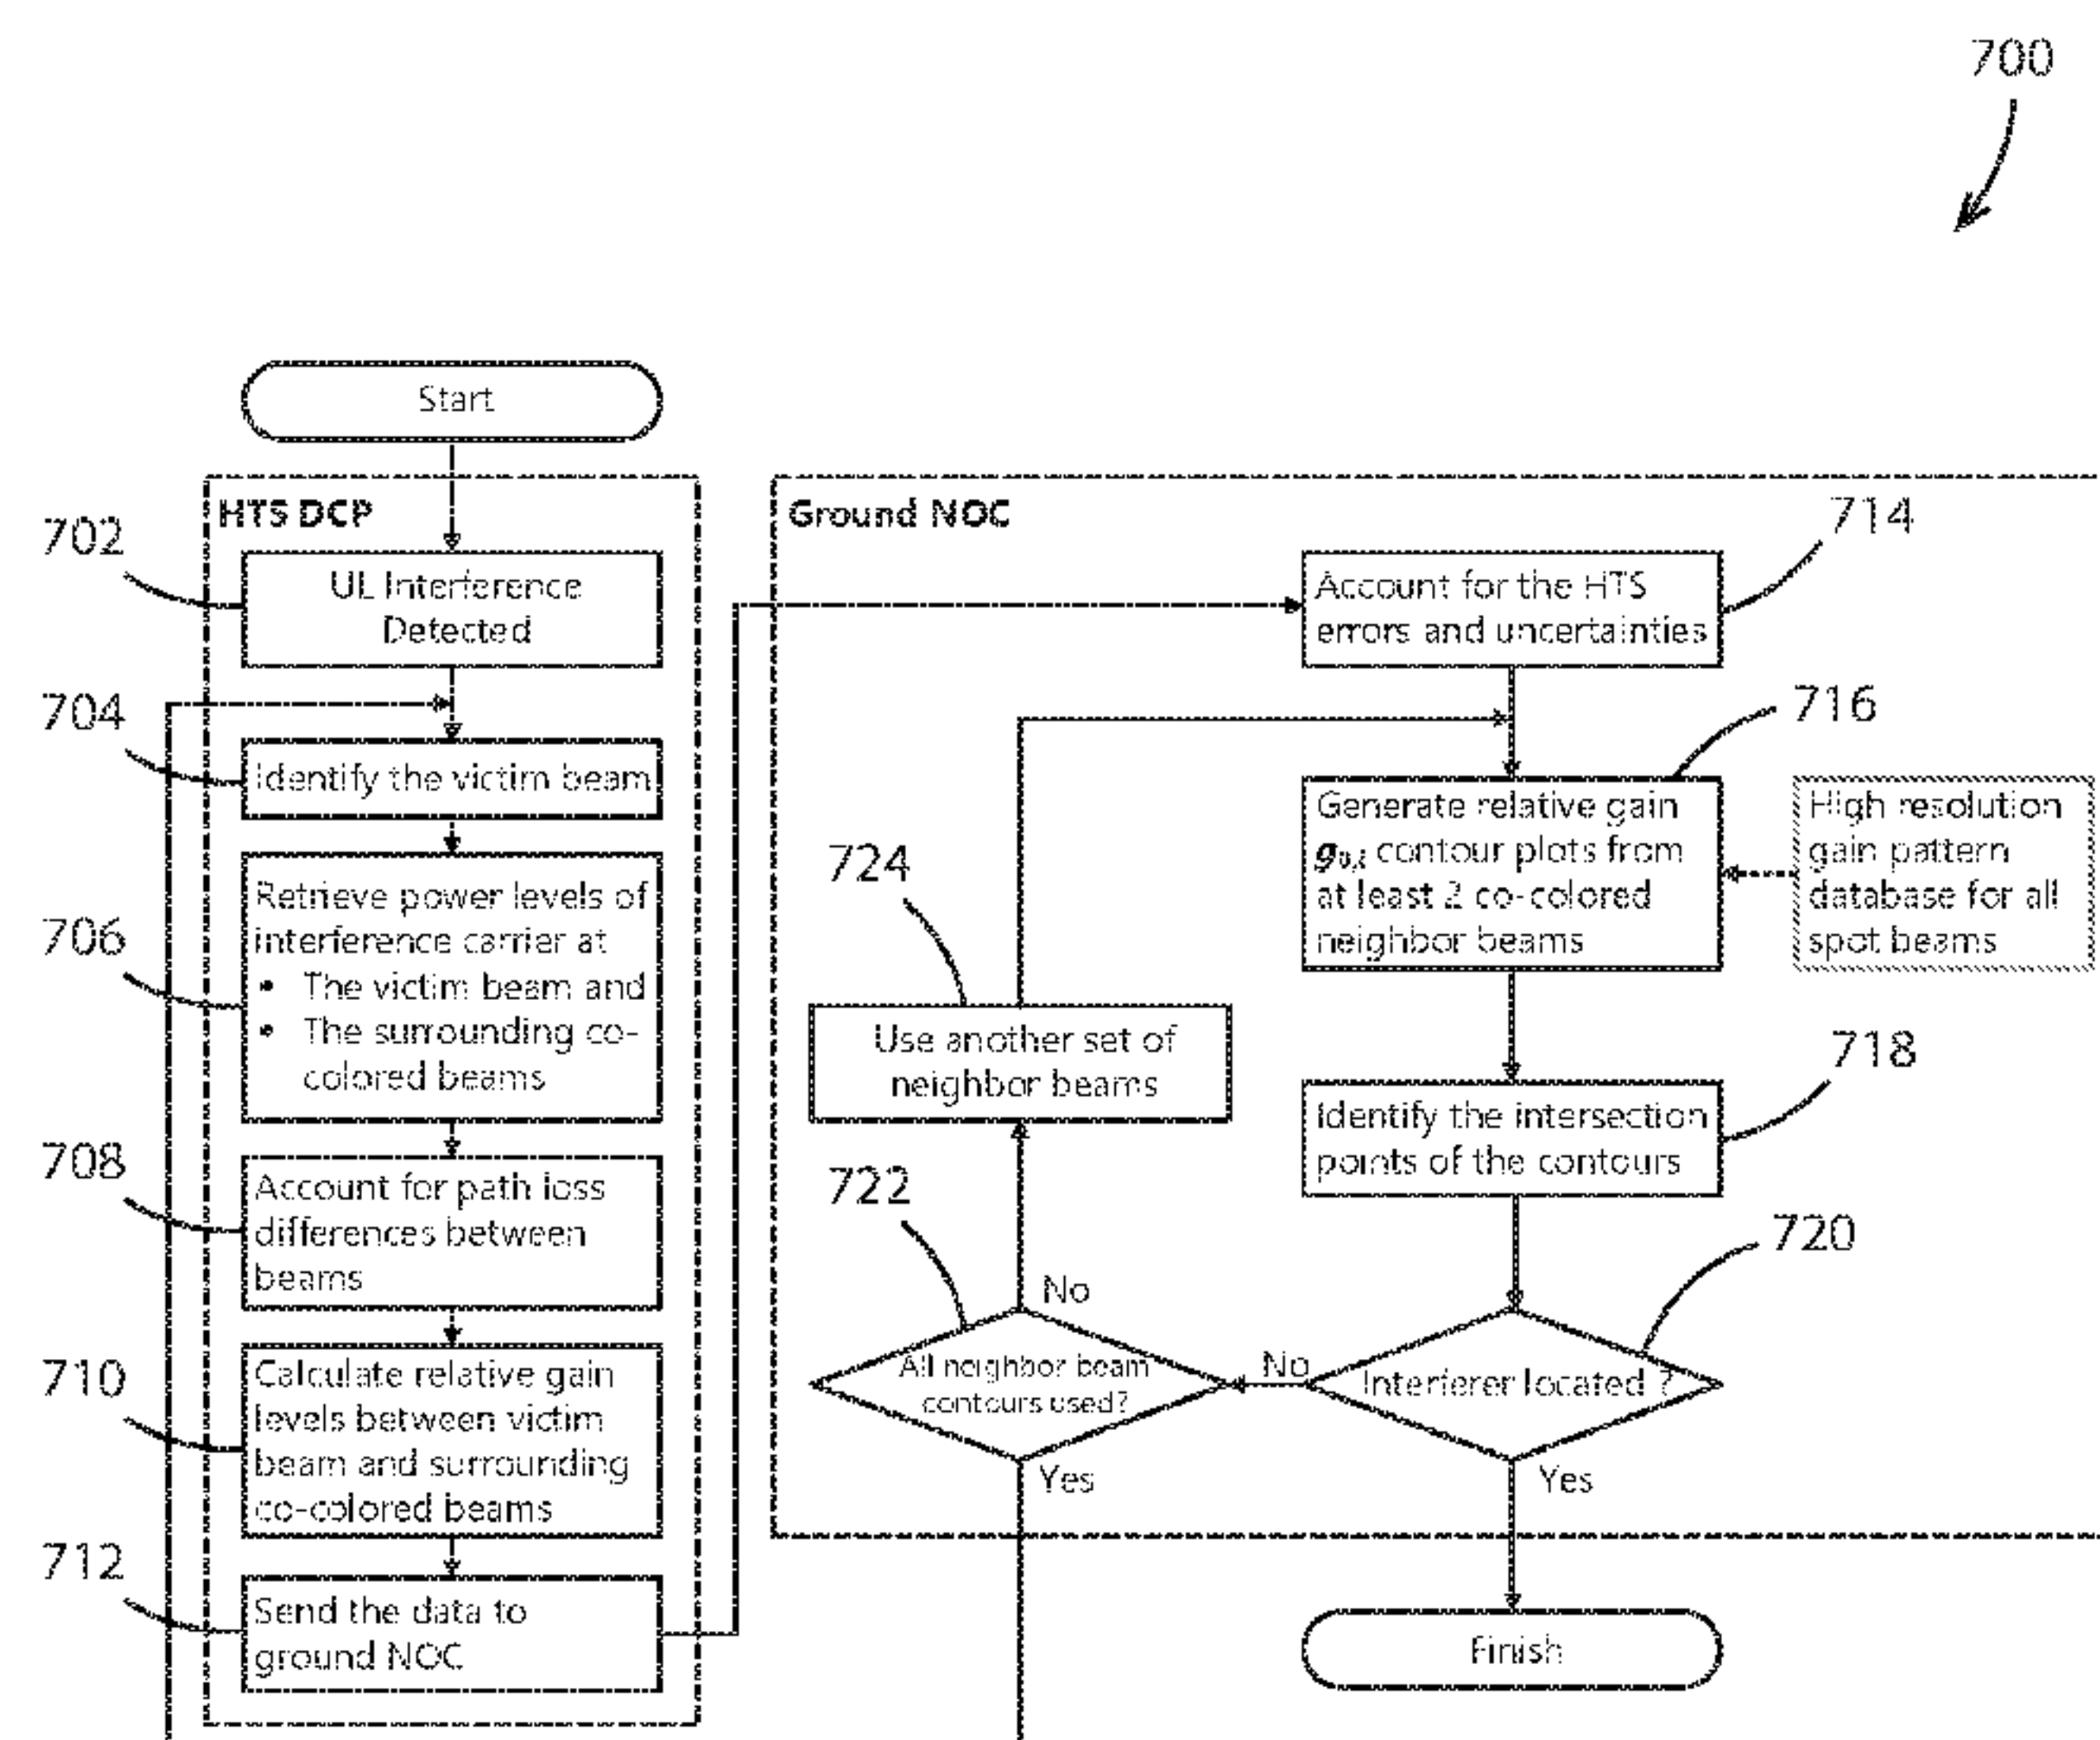 700
Start
HTS DCP
702
UL Interference
Detected
704
Identify the victim beam
706
Retrieve power levels of
interference carrier at
• The victim beam and
• The surrounding co-
colored beams
708
Account for path loss
differences between
beams
710
Calculate relative gain
levels between victim
beam and surrounding
co-colored beams
712
Send the data to
ground NOC
Ground NOC
714
Account for the HTS
errors and uncertainties
716
Generate relative gain
g0,i contour plots from
at least 2 co-colored
neighbor beams
High resolution
gain pattern
database for all
spot beams
724
Use another set of
neighbor beams
718
Identify the intersection
points of the contours
722
All neighbor beam
contours used?
No
Yes
720
Interferer located ?
No
Yes
Finish